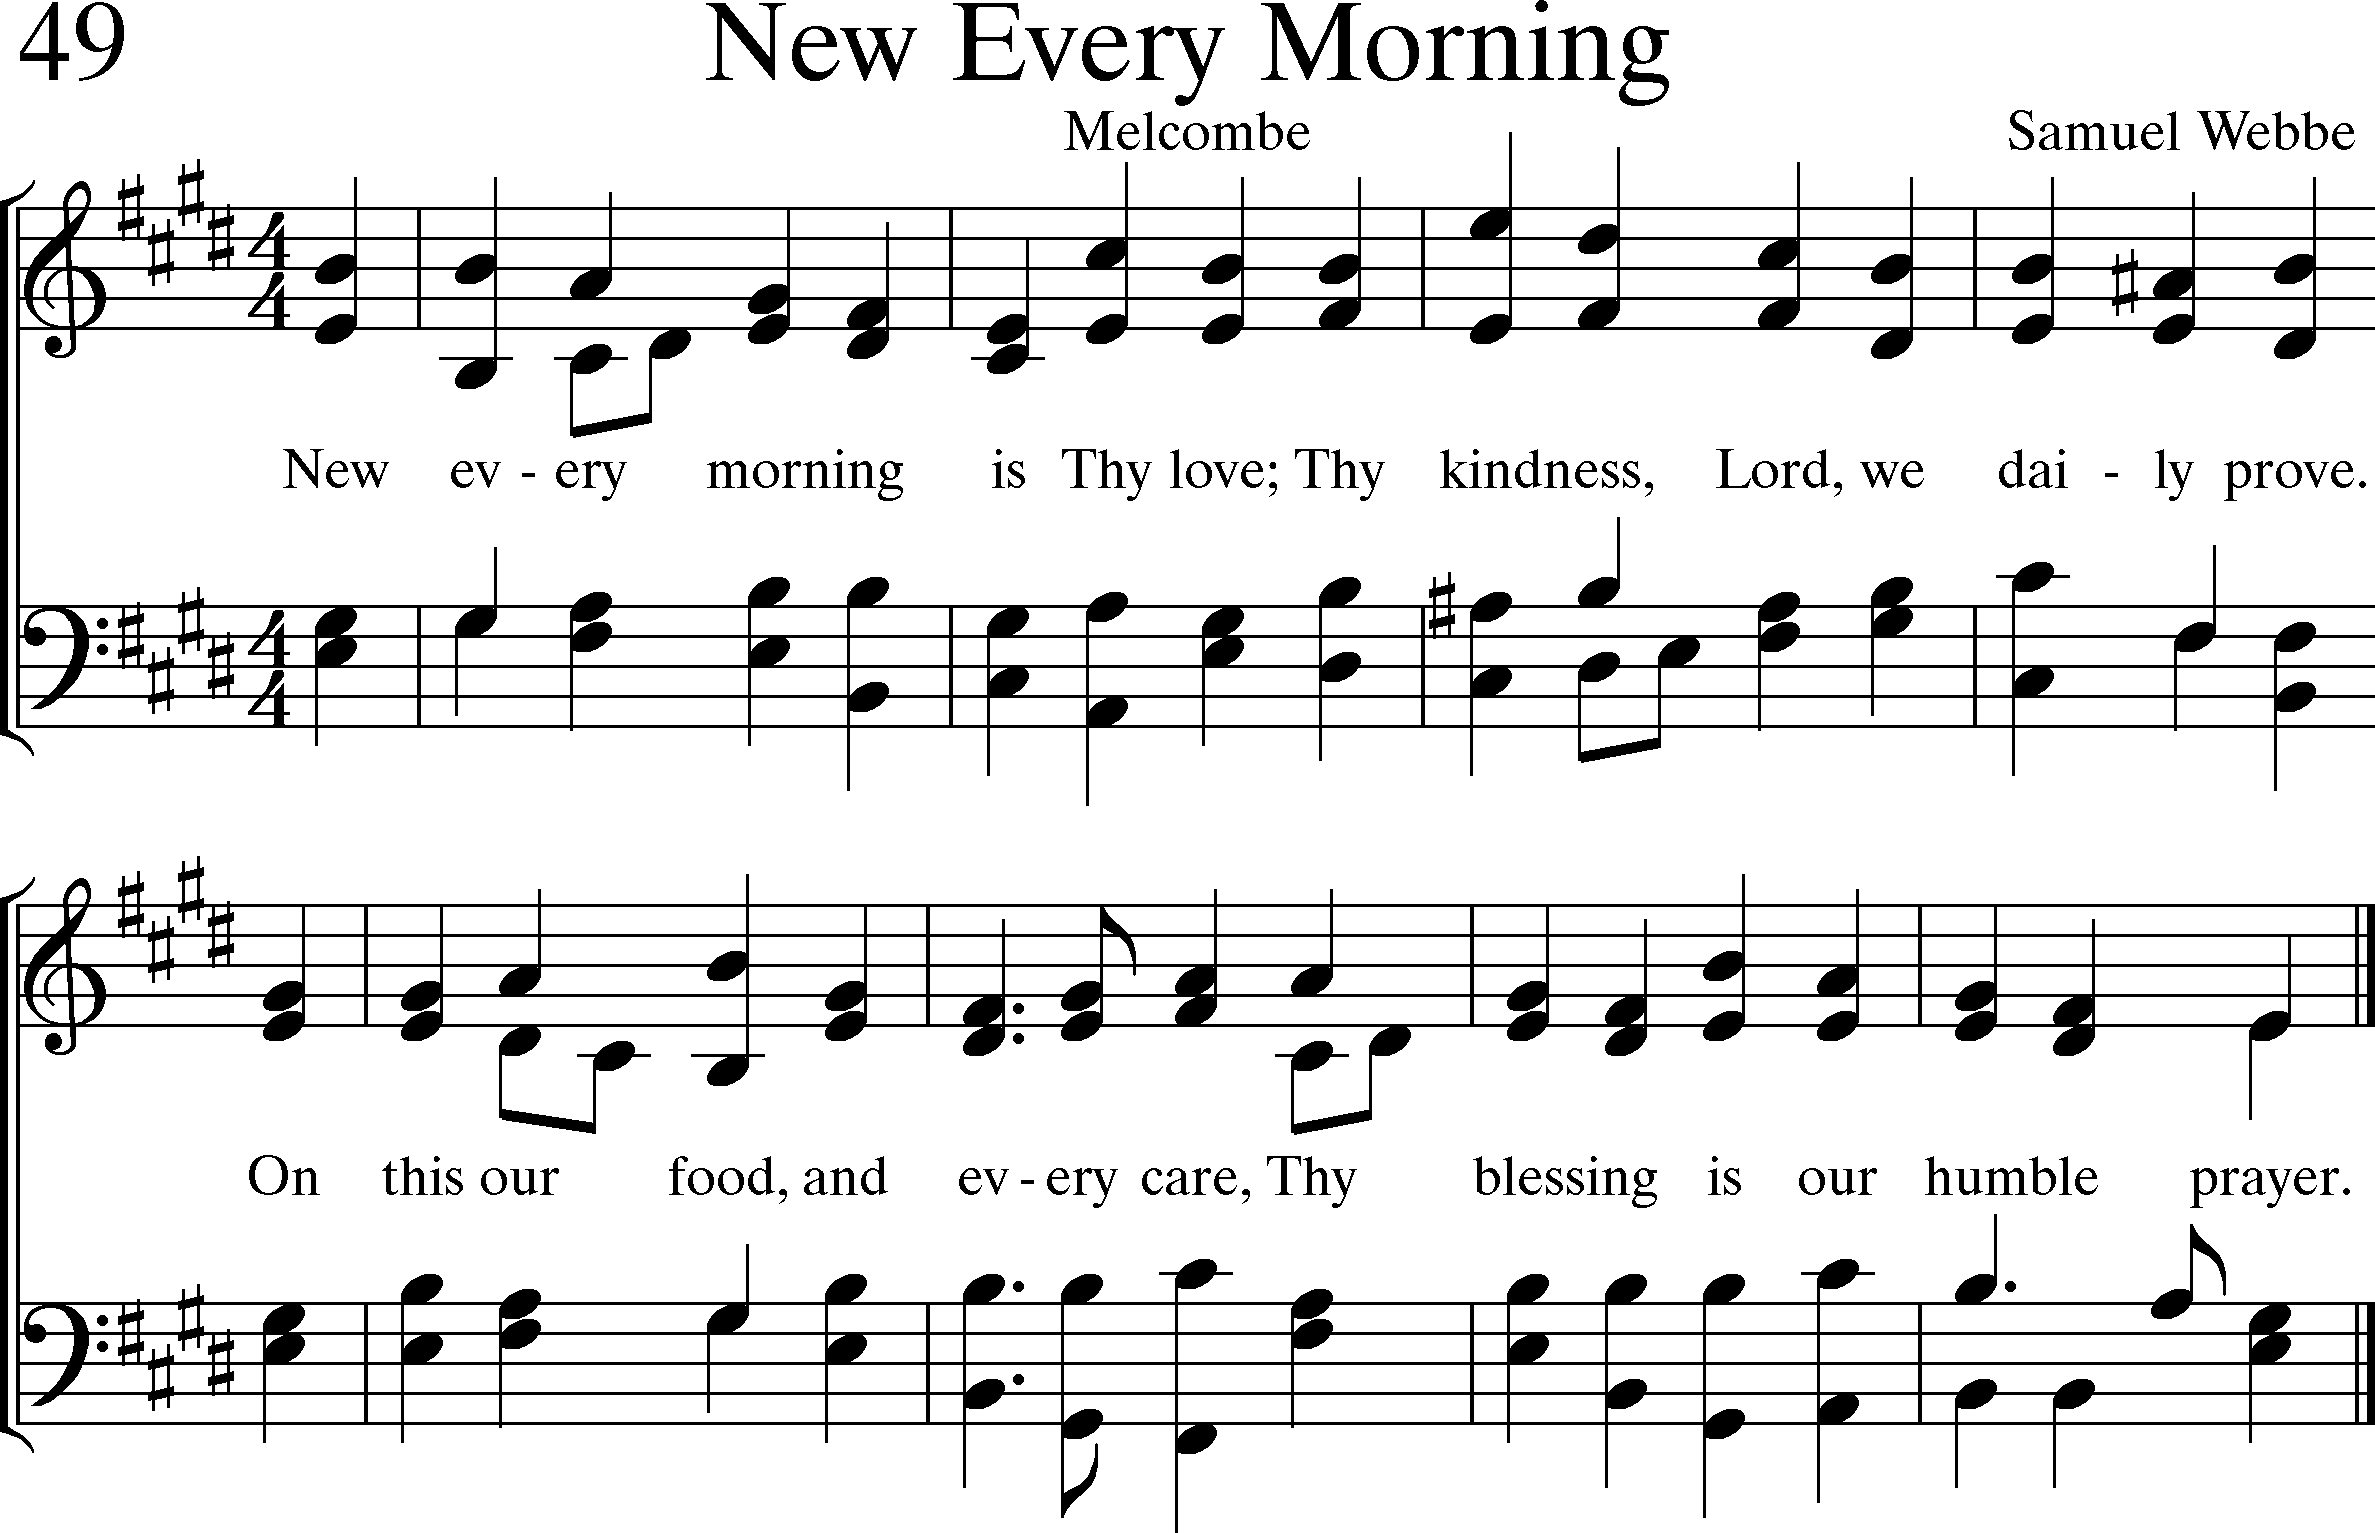 49 New Every Morning
Melcombe Samuel Webbe
4 4
New ev - ery morning is Thy love; Thy kindness, Lord, we dai - ly prove.
4 4
On this our food, and ev - ery care, Thy blessing is our humble prayer.